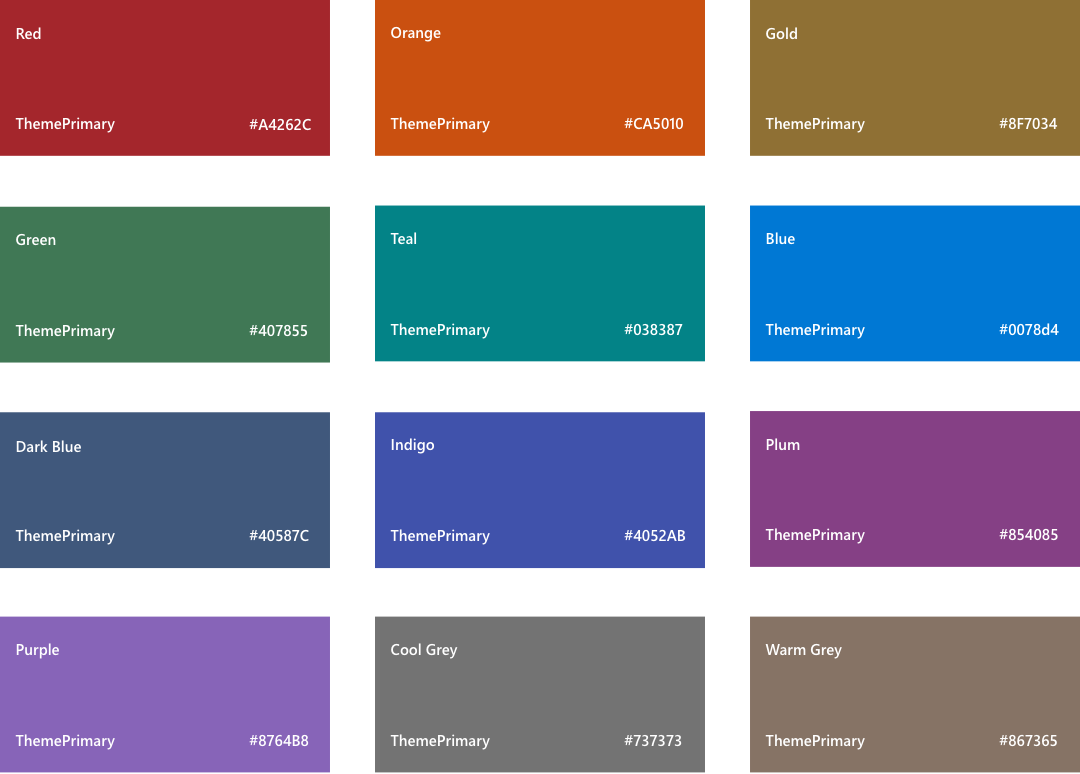 Red
ThemePrimary #A4262C
Orange
ThemePrimary #CA5010
Gold
ThemePrimary #8F7034
Green
ThemePrimary #407855
Teal
ThemePrimary #038387
Blue
ThemePrimary #0078d4
Dark Blue
ThemePrimary #40587C
Indigo
ThemePrimary #4052AB
Plum
ThemePrimary #854085
Purple
ThemePrimary #8764B8
Cool Grey
ThemePrimary #737373
Warm Grey
ThemePrimary #867365